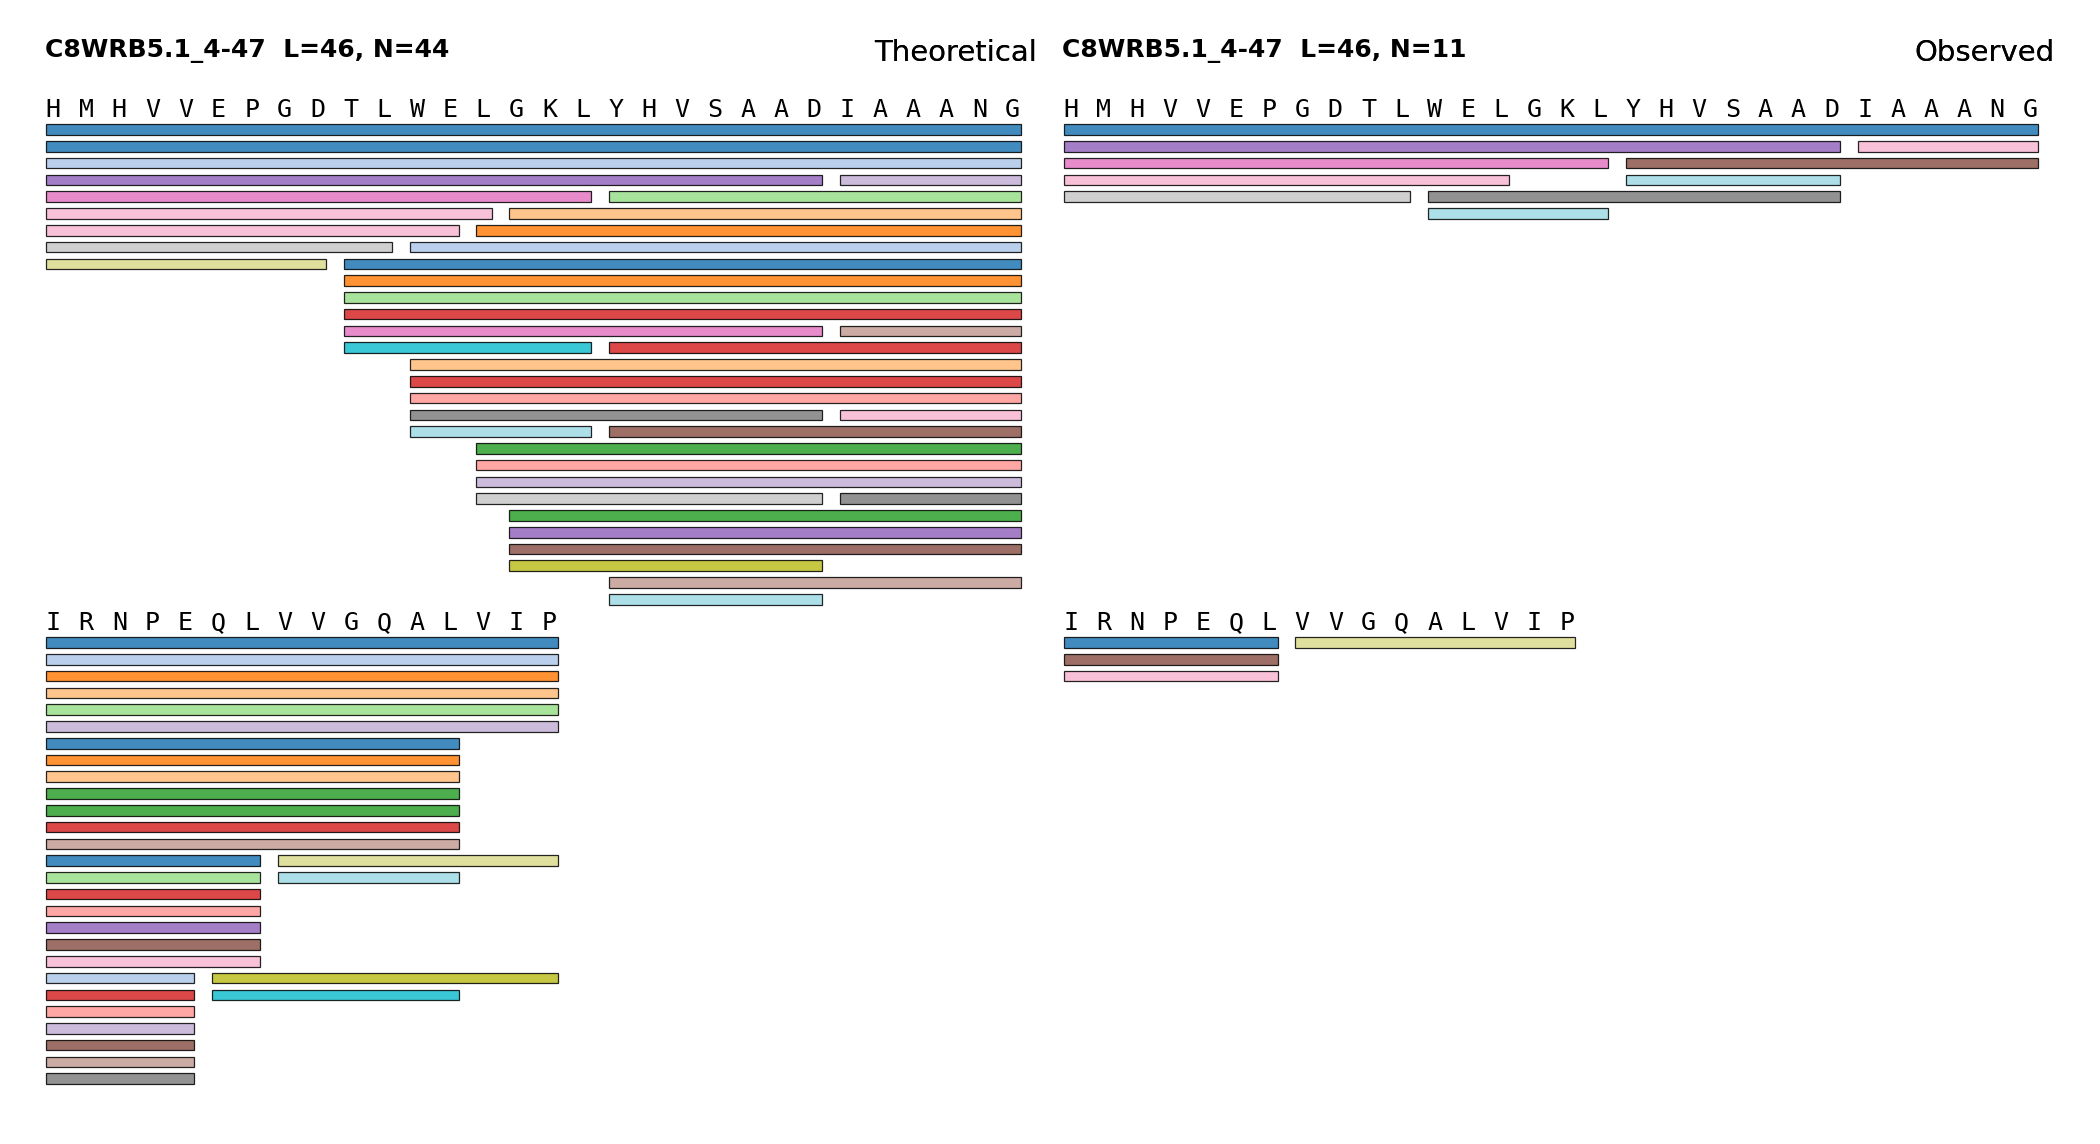 C8WRB5.1_4-47 L=46, N=44 Theoretical C8WRB5.1_4-47 L=46, N=11 Observed
H M H V V E P G D T L W E L G K L Y H V S A A D I A A A N G H M H V V E P G D T L W E L G K L Y H V S A A D I A A A N G
I R N P E Q L V V G Q A L V I P I R N P E Q L V V G Q A L V I P